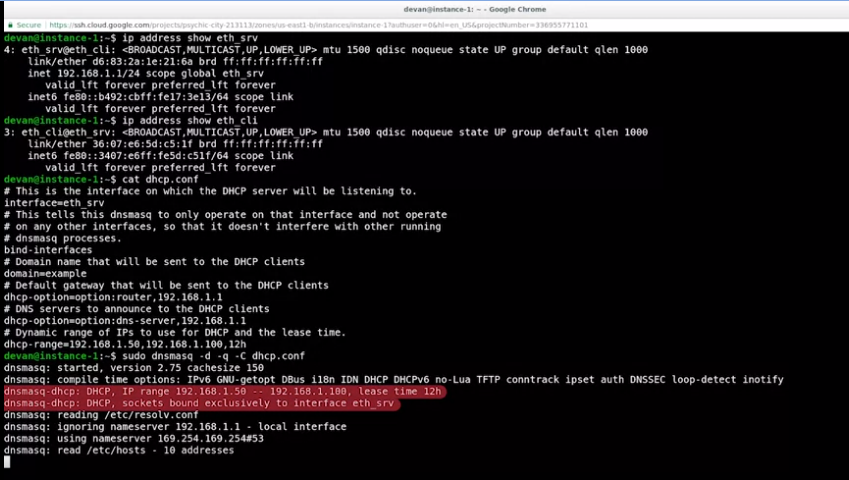 devan@instance-1: ~ - Google Chrome
Secure | https://ssh.cloud.google.com/projects/psychic-city-213113/zones/us-east1-b/instances/instance-1?authuser=0&hl=en_US&projectNumber=336955771101
devan@instance-1:~$ ip address show eth_srv
4: eth_srv@eth_cli: <BROADCAST,MULTICAST,UP,LOWER_UP> mtu 1500 qdisc noqueue state UP group default qlen 1000
link/ether d6:83:2a:1e:21:6a brd ff:ff:ff:ff:ff:ff
inet 192.168.1.1/24 scope global eth_srv
valid_lft forever preferred_lft forever
inet6 fe80::b492:cbff:fe17:3e13/64 scope link
valid_lft forever preferred_lft forever
devan@instance-1:~$ ip address show eth_cli
3: eth_cli@eth_srv: <BROADCAST,MULTICAST,UP,LOWER_UP> mtu 1500 qdisc noqueue state UP group default qlen 1000
link/ether 36:07:e6:5d:c5:1f brd ff:ff:ff:ff:ff:ff
inet6 fe80::3407:e6ff:fe5d:c51f/64 scope link
valid_lft forever preferred_lft forever
devan@instance-1:~$ cat dhcp.conf
# This is the interface on which the DHCP server will be listening to.
interface=eth_srv
# This tells this dnsmasq to only operate on that interface and not operate
# on any other interfaces, so that it doesn't interfere with other running
# dnsmasq processes.
bind-interfaces
# Domain name that will be sent to the DHCP clients
domain=example
# Default gateway that will be sent to the DHCP clients
dhcp-option=option:router,192.168.1.1
# DNS servers to announce to the DHCP clients
dhcp-option=option:dns-server,192.168.1.1
# Dynamic range of IPs to use for DHCP and the lease time.
dhcp-range=192.168.1.50,192.168.1.100,12h
devan@instance-1:~$ sudo dnsmasq -d -q -C dhcp.conf
dnsmasq: started, version 2.75 cachesize 150
dnsmasq: compile time options: IPv6 GNU-getopt DBus i18n IDN DHCP DHCPv6 no-Lua TFTP conntrack ipset auth DNSSEC loop-detect inotify
dnsmasq-dhcp: DHCP, IP range 192.168.1.50 -- 192.168.1.100, lease time 12h
dnsmasq-dhcp: DHCP, sockets bound exclusively to interface eth_srv
dnsmasq: reading /etc/resolv.conf
dnsmasq: ignoring nameserver 192.168.1.1 - local interface
dnsmasq: using nameserver 169.254.169.254#53
dnsmasq: read /etc/hosts - 10 addresses